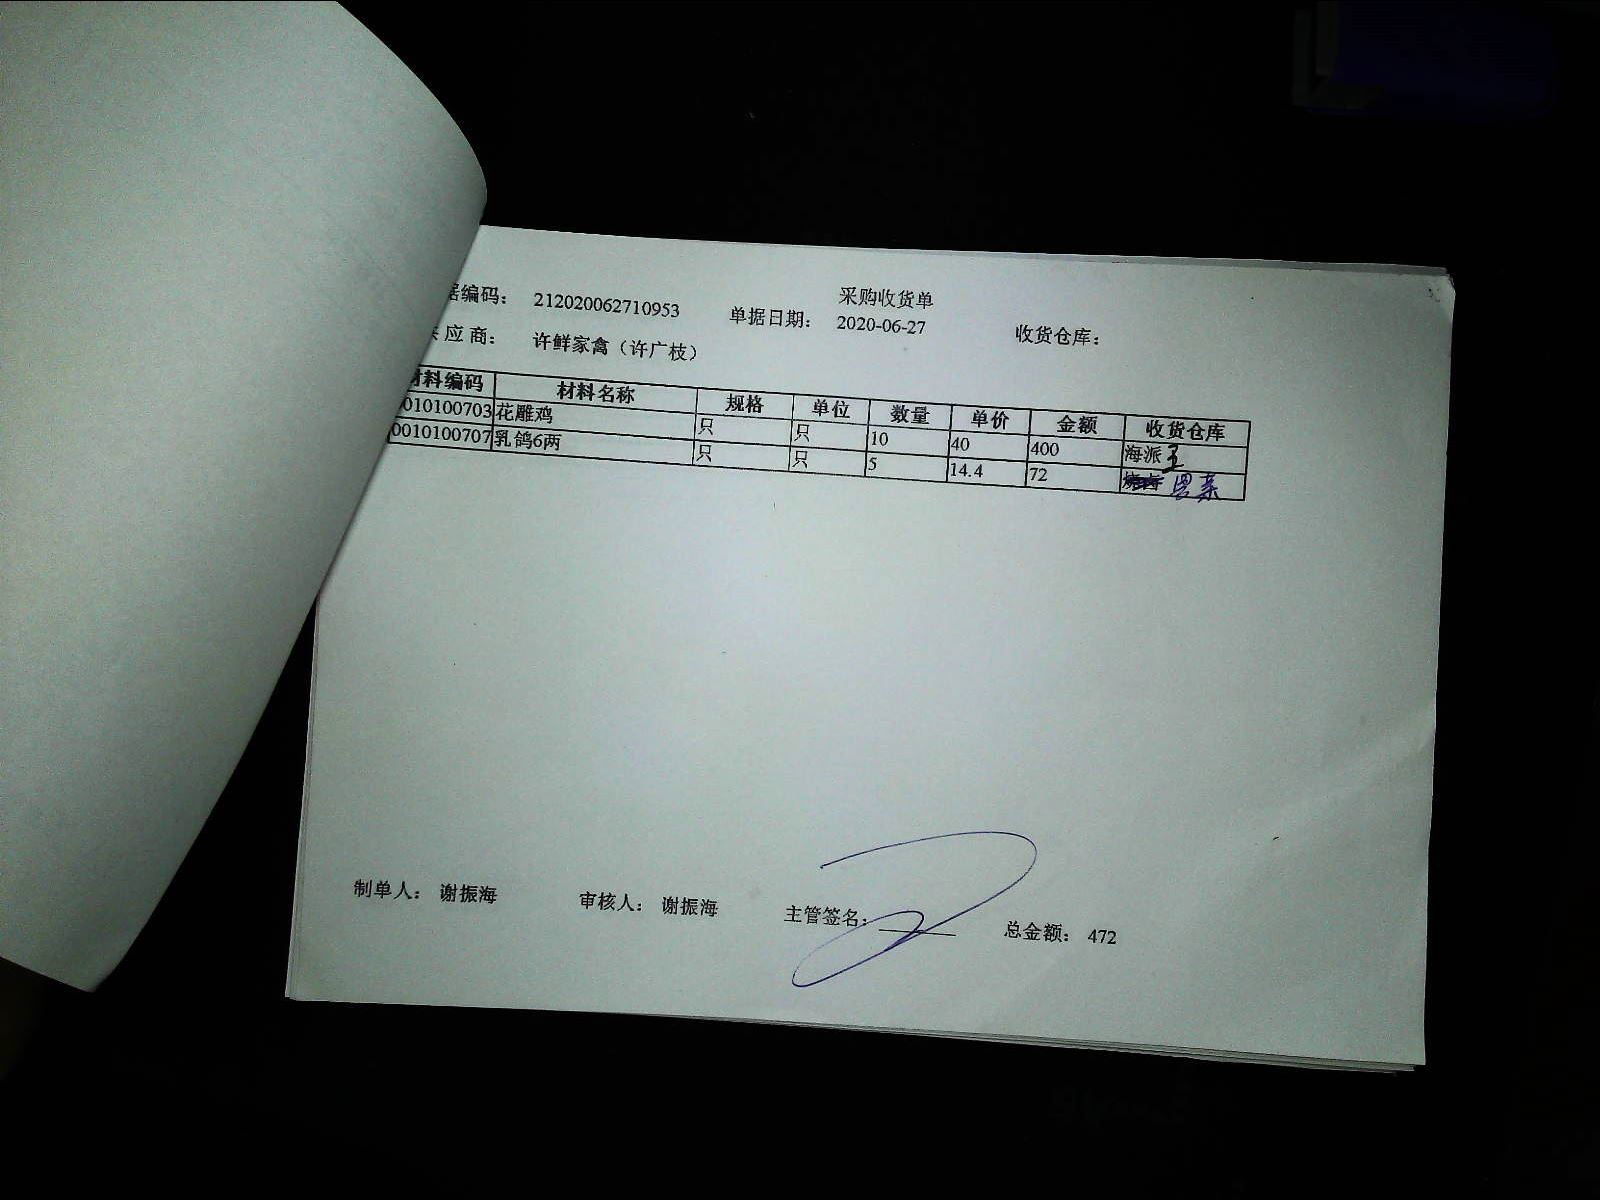 采购收货单
据编码： 212020062710953 单据日期： 2020-06-27 收货仓库：
应 商： 许鲜家禽（许广枝）
材料编码 材料名称 规格 单位 数量 单价 金额 收货仓库
010100703 花雕鸡 只 只 10 40 400 海派
0010100707 乳鸽6两 只 只 5 14.4 72
制单人： 谢振海 审核人： 谢振海 主管签名： 总金额： 472